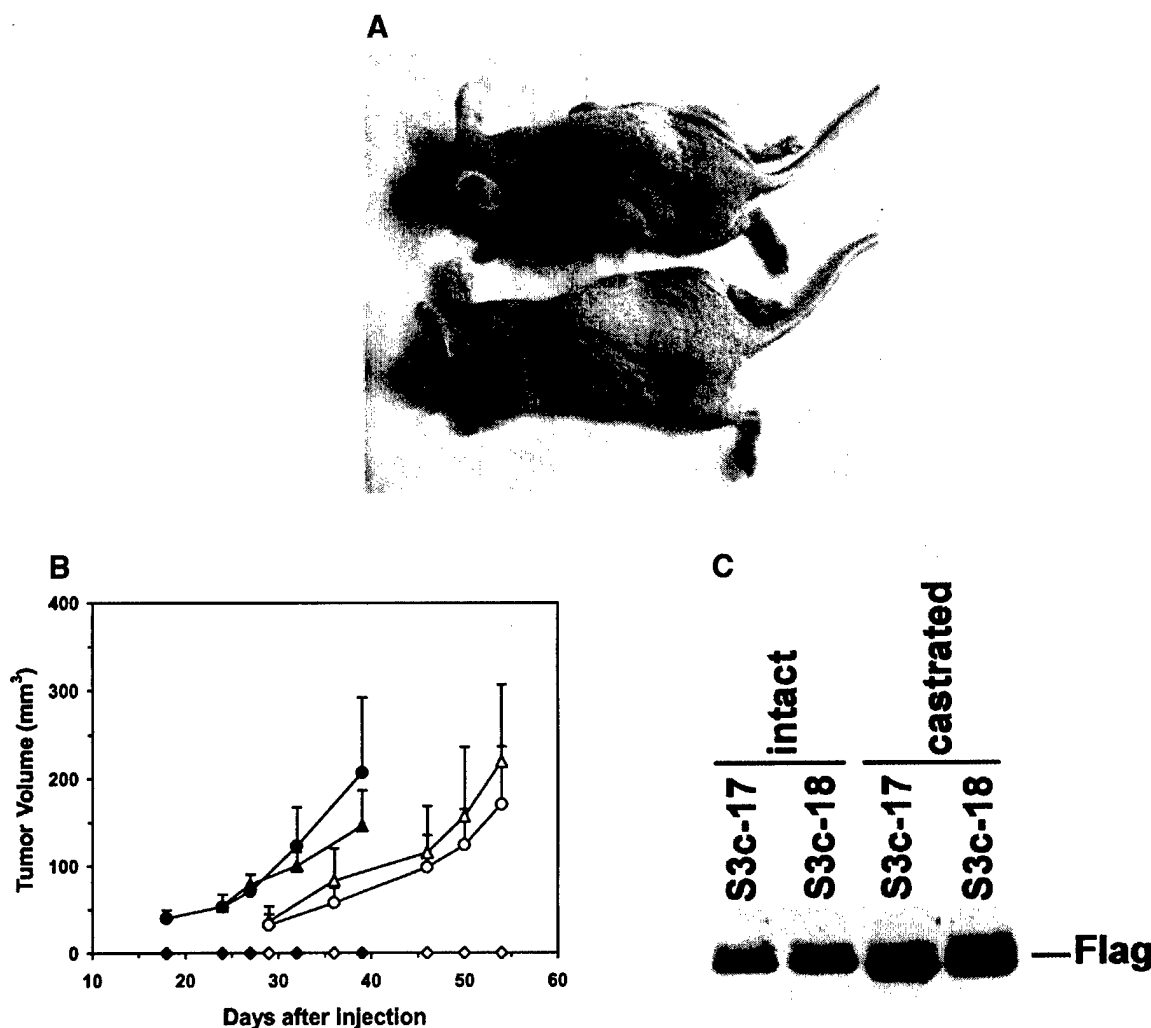 A
B
400
300
200
100
0
Tumor Volume (mm³)
10 20 30 40 50 60
Days after injection
C
intact
castrated
S3c-17
S3c-18
S3c-17
S3c-18
Flag